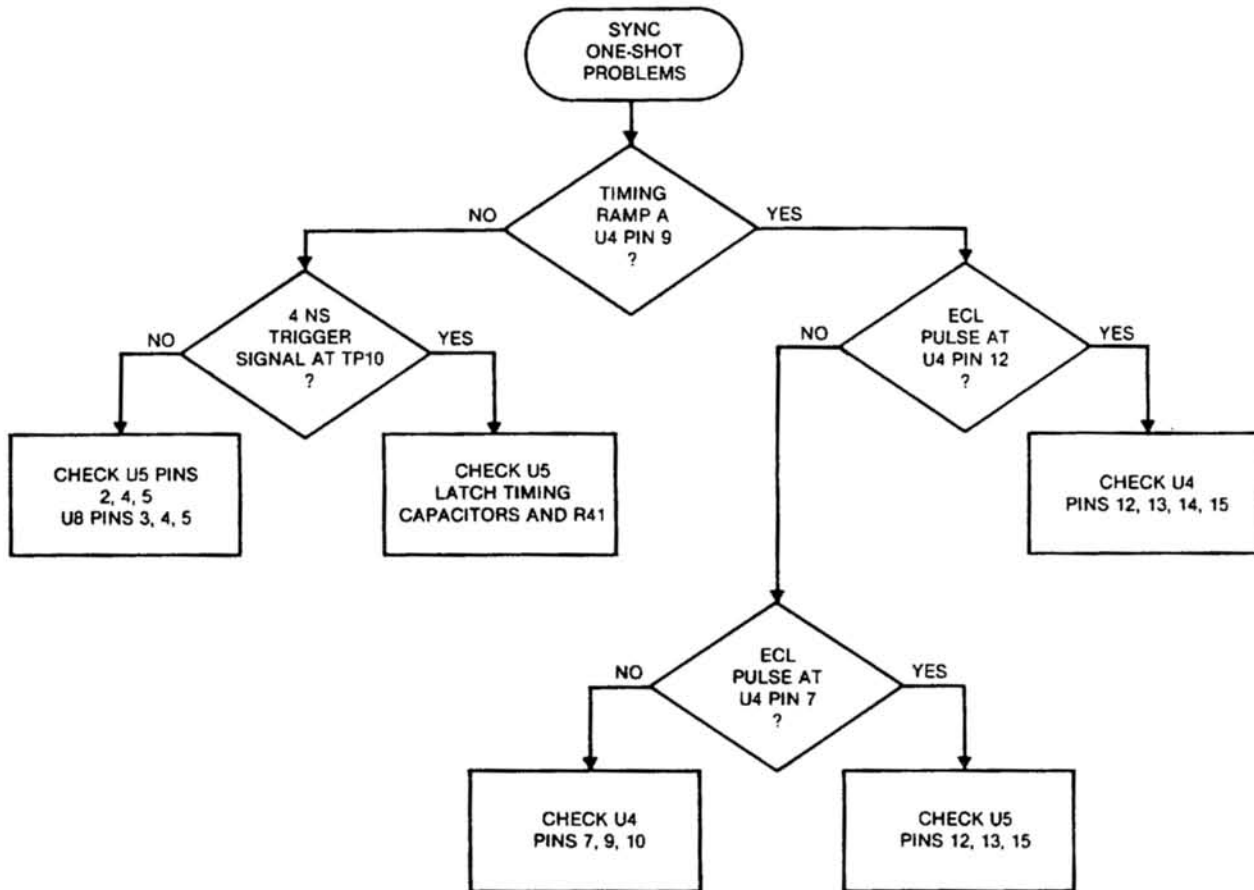 SYNC
ONE-SHOT
PROBLEMS
TIMING
RAMP A
U4 PIN 9
?
NO
YES
4 NS
TRIGGER
SIGNAL AT TP10
?
NO
YES
ECL
PULSE AT
U4 PIN 12
?
NO
YES
CHECK U5 PINS
2, 4, 5
U8 PINS 3, 4, 5
CHECK U5
LATCH TIMING
CAPACITORS AND R41
CHECK U4
PINS 12, 13, 14, 15
ECL
PULSE AT
U4 PIN 7
?
NO
YES
CHECK U4
PINS 7, 9, 10
CHECK U5
PINS 12, 13, 15